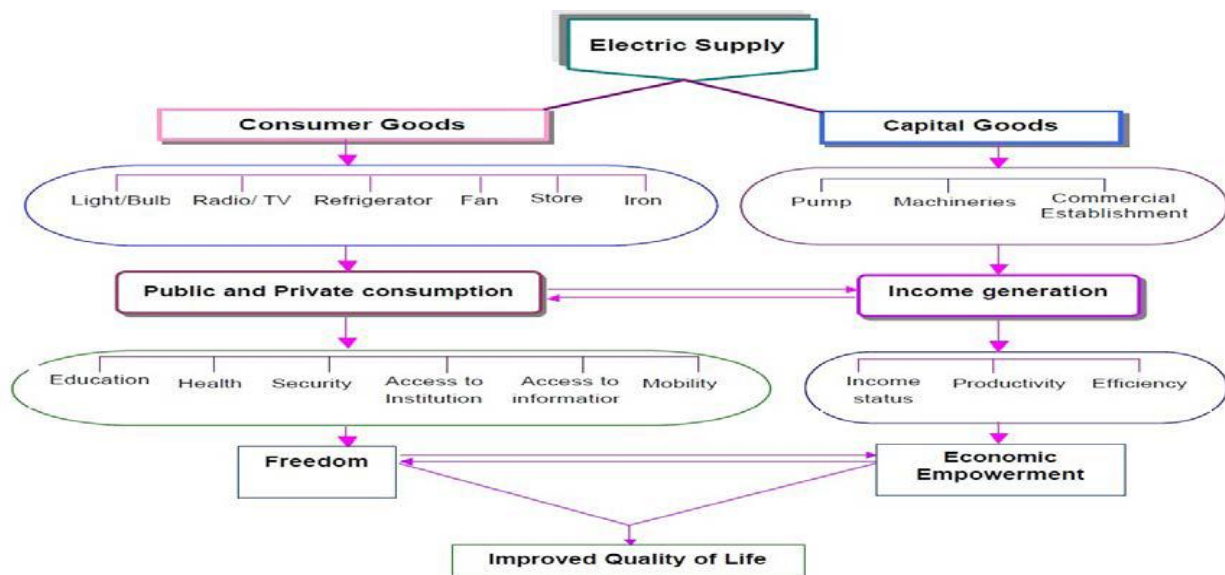 Electric Supply
Consumer Goods
Capital Goods
Light/Bulb
Radio/ TV
Refrigerator
Fan
Store
Iron
Pump
Machineries
Commercial
Establishment
Public and Private consumption
Income generation
Education
Health
Security
Access to
Institution
Access to
informatior
Mobility
Income
status
Productivity
Efficiency
Freedom
Economic
Empowerment
Improved Quality of Life